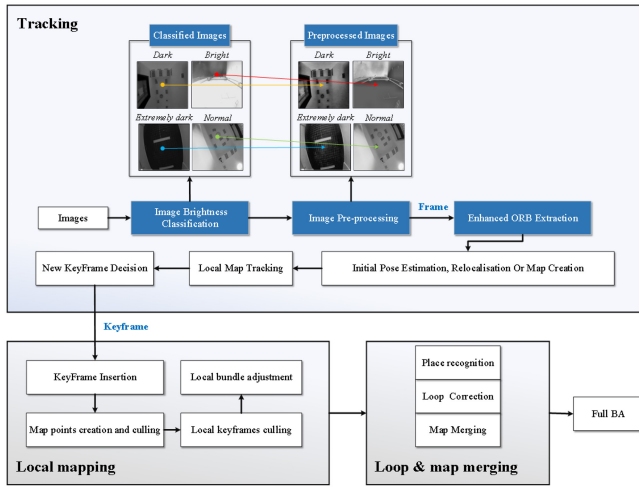 Tracking
Classified Images
Preprocessed Images
Dark
Bright
Dark
Bright
Extremely dark
Normal
Extremely dark
Normal
Images
Image Brightness
Classification
Image Pre-processing
Frame
Enhanced ORB Extraction
New KeyFrame Decision
Local Map Tracking
Initial Pose Estimation, Relocalisation Or Map Creation
Keyframe
KeyFrame Insertion
Local bundle adjustment
Map points creation and culling
Local keyframes culling
Local mapping
Place recognition
Loop Correction
Map Merging
Loop & map merging
Full BA